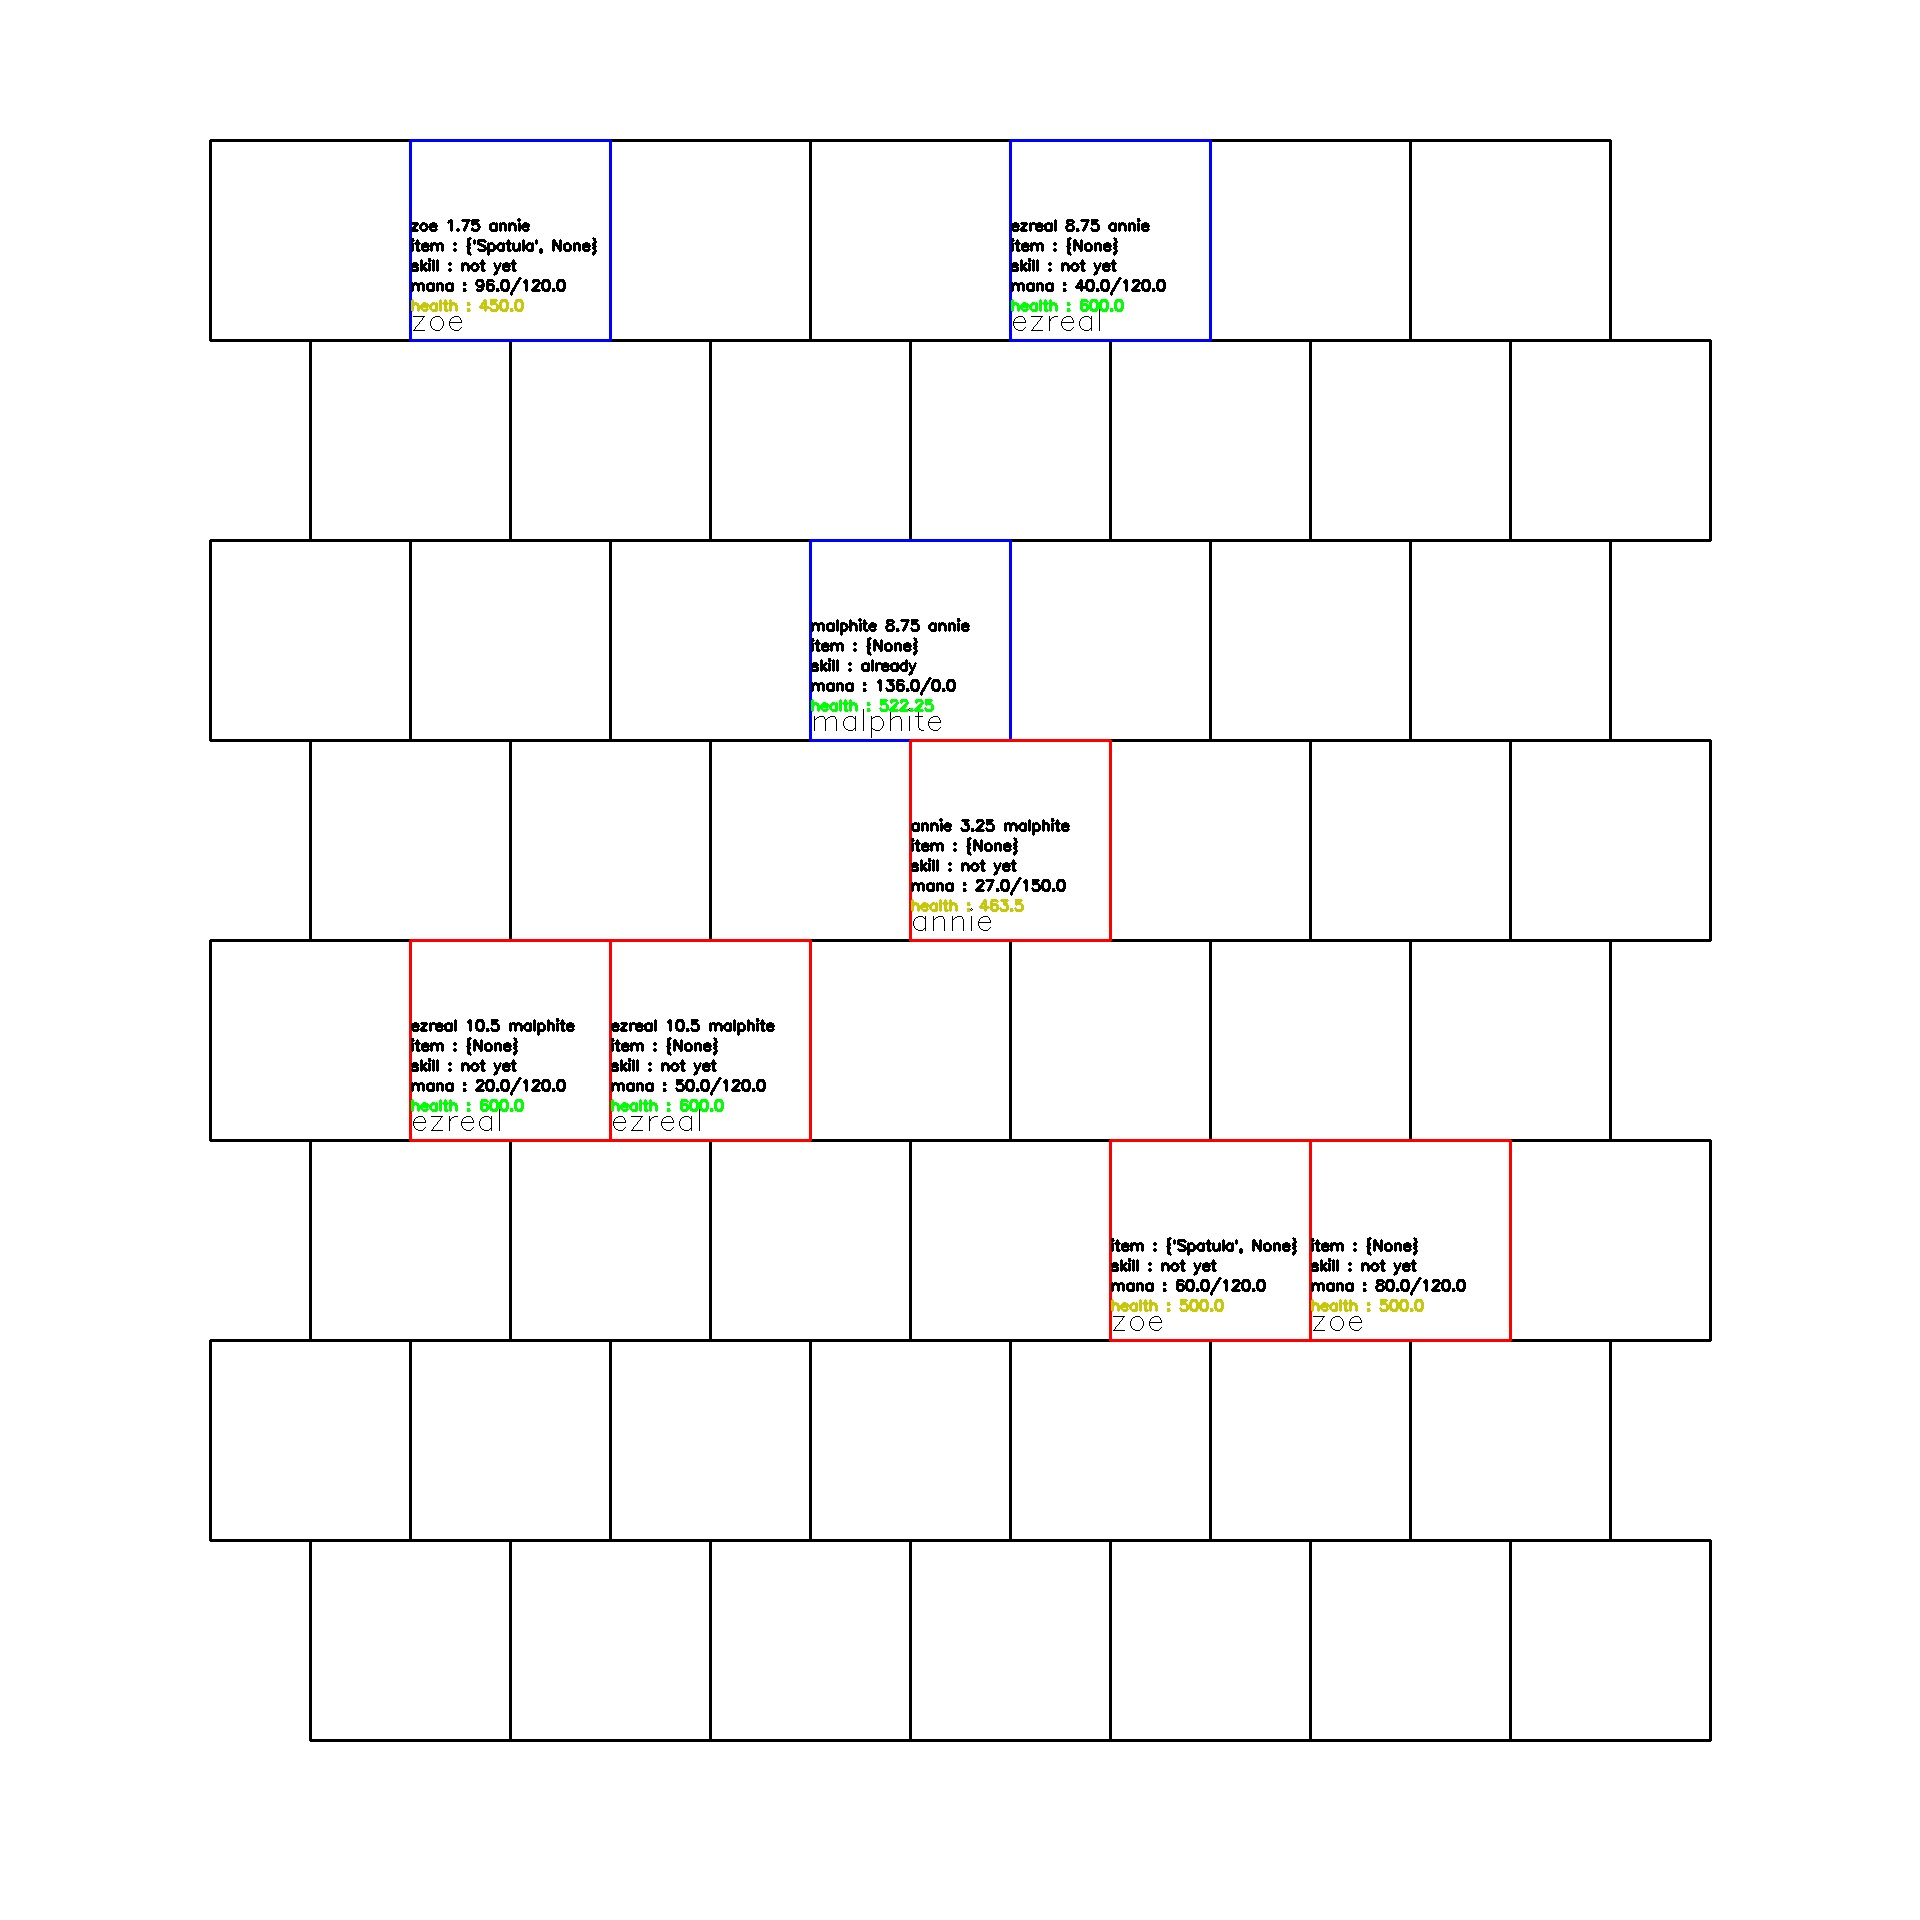 zoe 1.75 annie
item : {'Spatula', None}
skill : not yet
mana : 96.0/120.0
health : 450.0
zoe
ezreal 8.75 annie
item : {None}
skill : not yet
mana : 40.0/120.0
health : 600.0
ezreal
malphite 8.75 annie
item : {None}
skill : already
mana : 136.0/0.0
health : 522.25
malphite
annie 3.25 malphite
item : {None}
skill : not yet
mana : 27.0/150.0
health : 463.5
annie
ezreal 10.5 malphite
item : {None}
skill : not yet
mana : 20.0/120.0
health : 600.0
ezreal
ezreal 10.5 malphite
item : {None}
skill : not yet
mana : 50.0/120.0
health : 600.0
ezreal
item : {'Spatula', None}
skill : not yet
mana : 60.0/120.0
health : 500.0
zoe
item : {None}
skill : not yet
mana : 80.0/120.0
health : 500.0
zoe